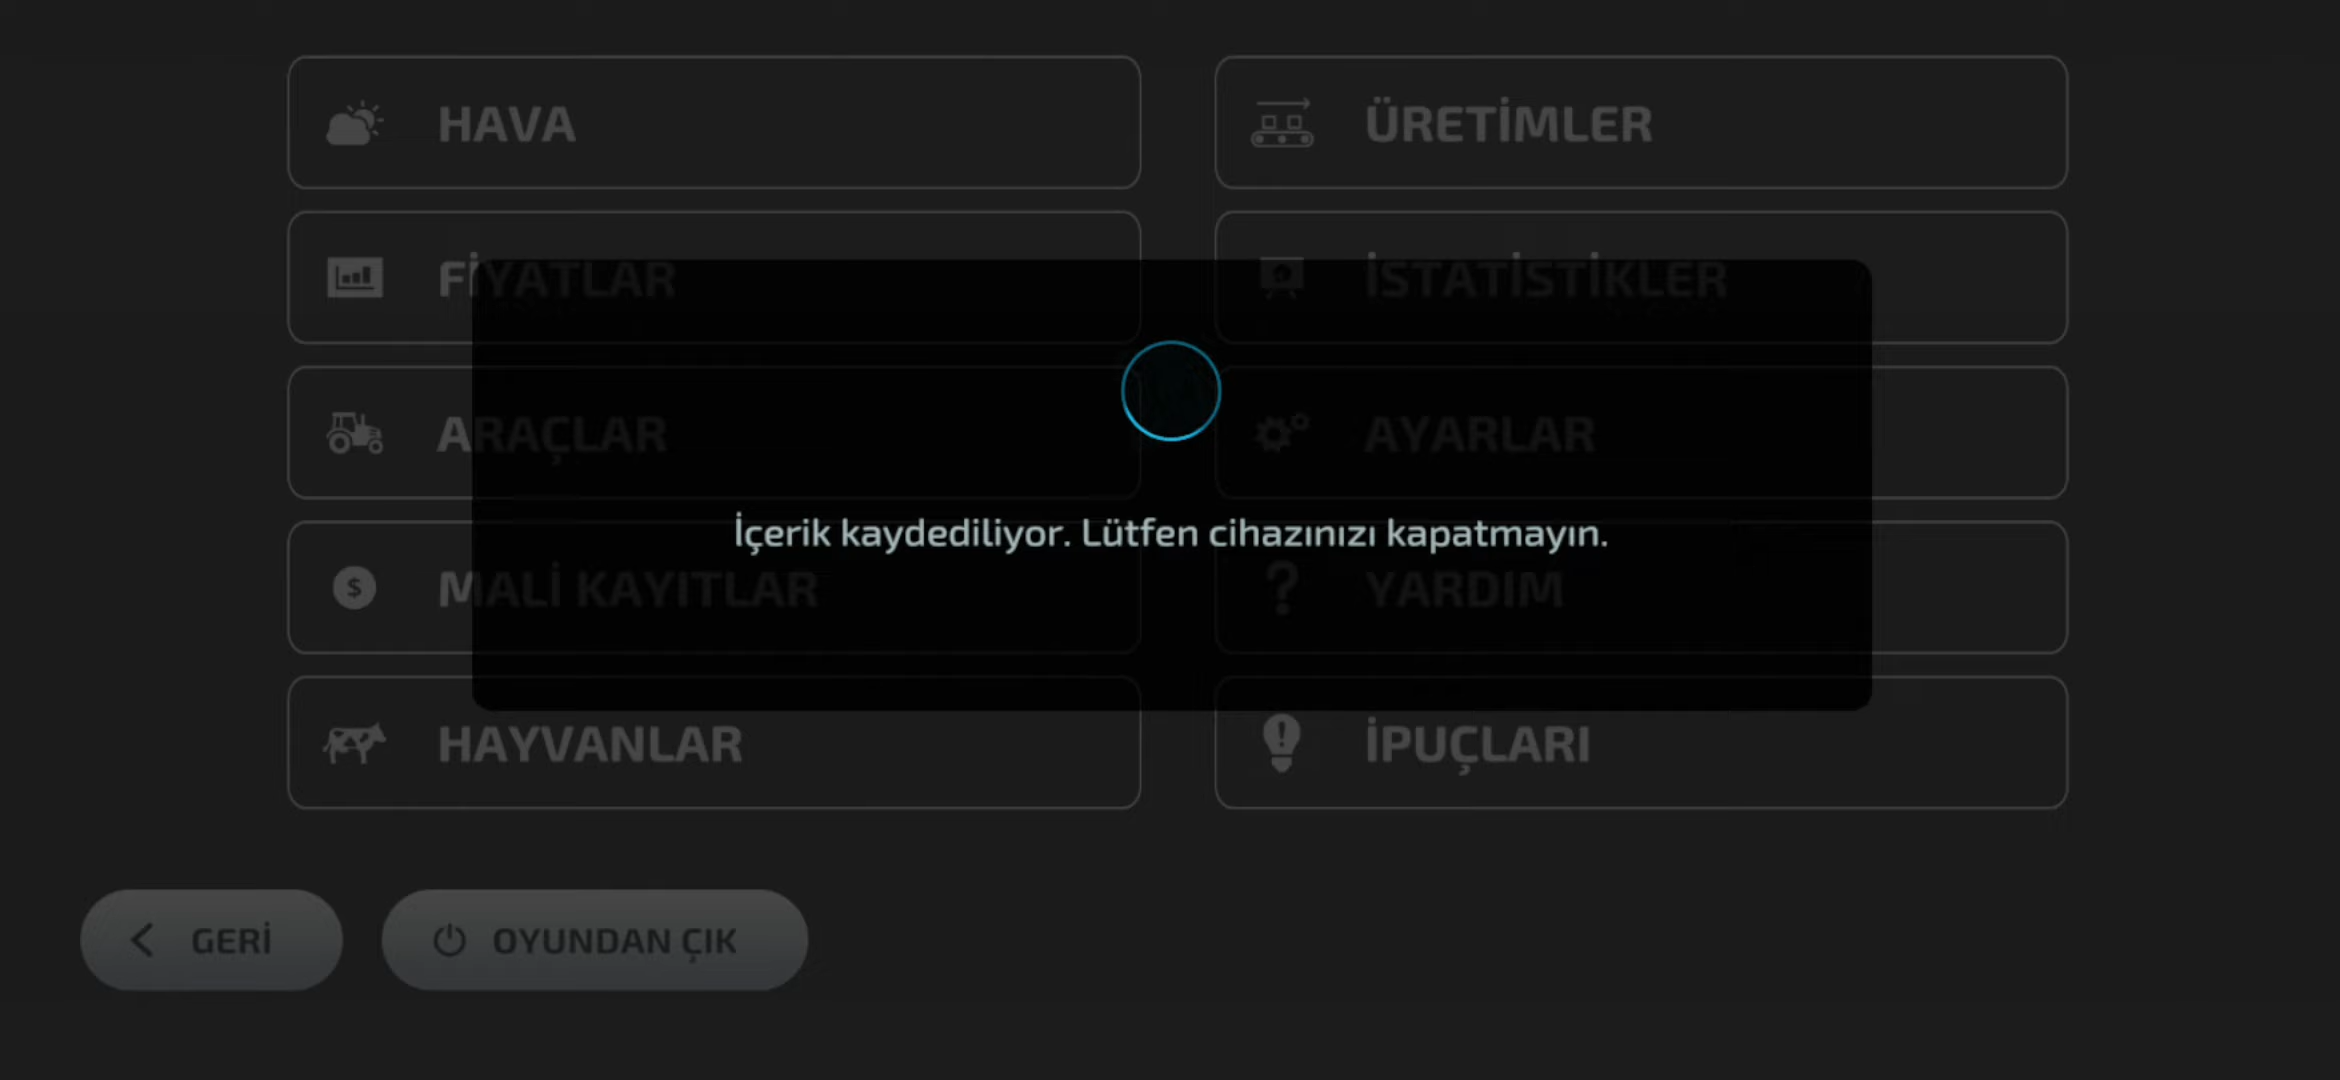 HAVA
ÜRETİMLER
FİYATLAR
İSTATİSTİKLER
ARAÇLAR
AYARLAR
İçerik kaydediliyor. Lütfen cihazınızı kapatmayın.
$ MALİ KAYITLAR
? YARDIM
HAYVANLAR
İPUÇLARI
GERİ
OYUNDAN ÇIK